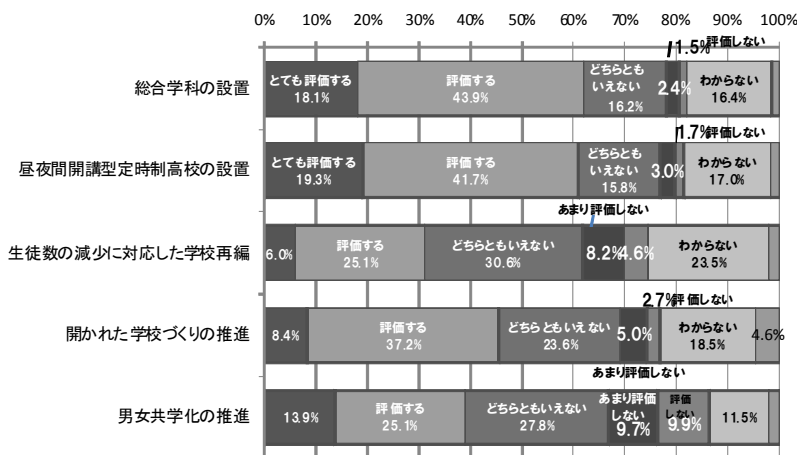 0% 10% 20% 30% 40% 50% 60% 70% 80% 90% 100%
1.5% 評価しない
総合学科の設置
とても評価する
18.1%
評価する
43.9%
どちらとも
いえない
16.2%
2.4%
わからない
16.4%
1.7% 評価しない
昼夜間開講型定時制高校の設置
とても評価する
19.3%
評価する
41.7%
どちらとも
いえない
15.8%
3.0%
わからない
17.0%
あまり評価しない
生徒数の減少に対応した学校再編
6.0%
評価する
25.1%
どちらともいえない
30.6%
8.2%
4.6%
わからない
23.5%
2.7% 評価しない
開かれた学校づくりの推進
8.4%
評価する
37.2%
どちらともいえない
23.6%
5.0%
わからない
18.5%
4.6%
あまり評価しない
男女共学化の推進
13.9%
評価する
25.1%
どちらともいえない
27.8%
あまり評価
しない
9.7%
評価
しない
9.9%
11.5%